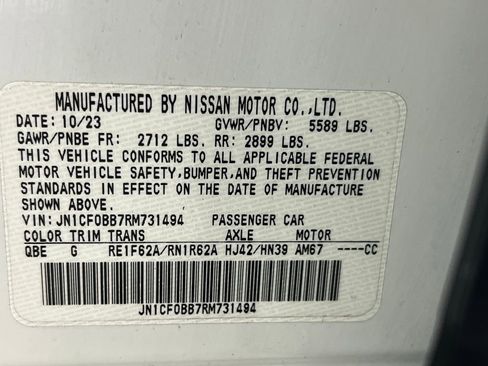 MANUFACTURED BY NISSAN MOTOR CO.,LTD.
DATE: 10/23 GVWR/PNBV: 5589 LBS.
GAWR/PNBE FR: 2712 LBS. RR: 2899 LBS.
THIS VEHICLE CONFORMS TO ALL APPLICABLE FEDERAL
MOTOR VEHICLE SAFETY,BUMPER,AND THEFT PREVENTION
STANDARDS IN EFFECT ON THE DATE OF MANUFACTURE
SHOWN ABOVE.
VIN: JN1CF0BB7RM731494 PASSENGER CAR
COLOR TRIM TRANS AXLE MOTOR
QBE G RE1F62A/RN1R62A HJ42/HN39 AM67 ----CC
JN1CF0BB7RM731494